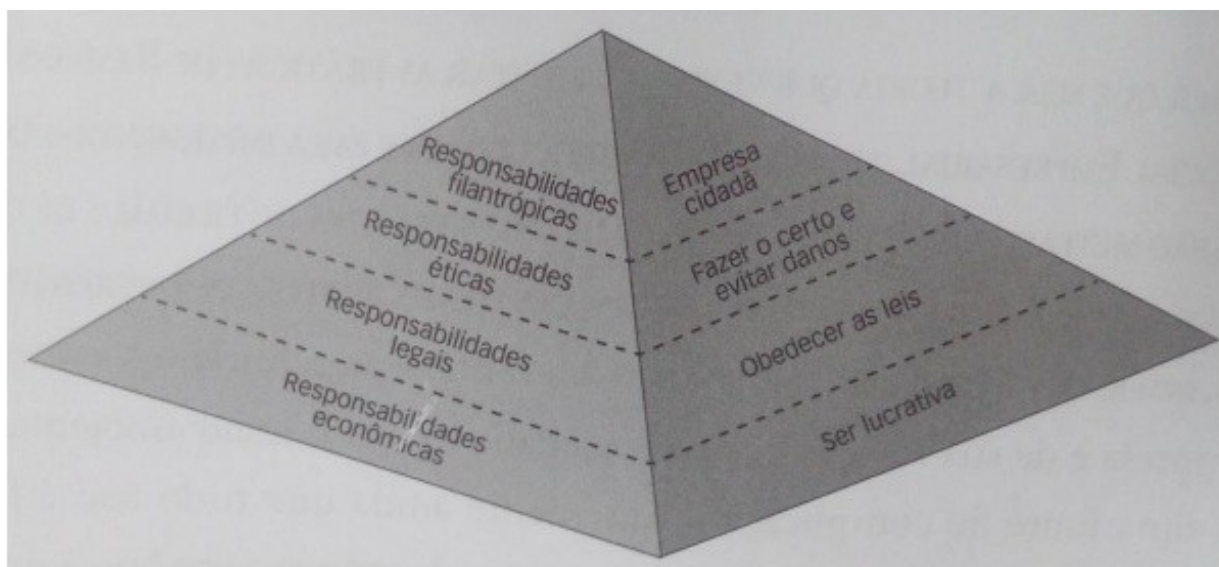 Responsabilidades
filantrópicas
Empresa
cidadã
Responsabilidades
éticas
Fazer o certo e
evitar danos
Responsabilidades
legais
Obedecer as leis
Responsabilidades
econômicas
Ser lucrativa